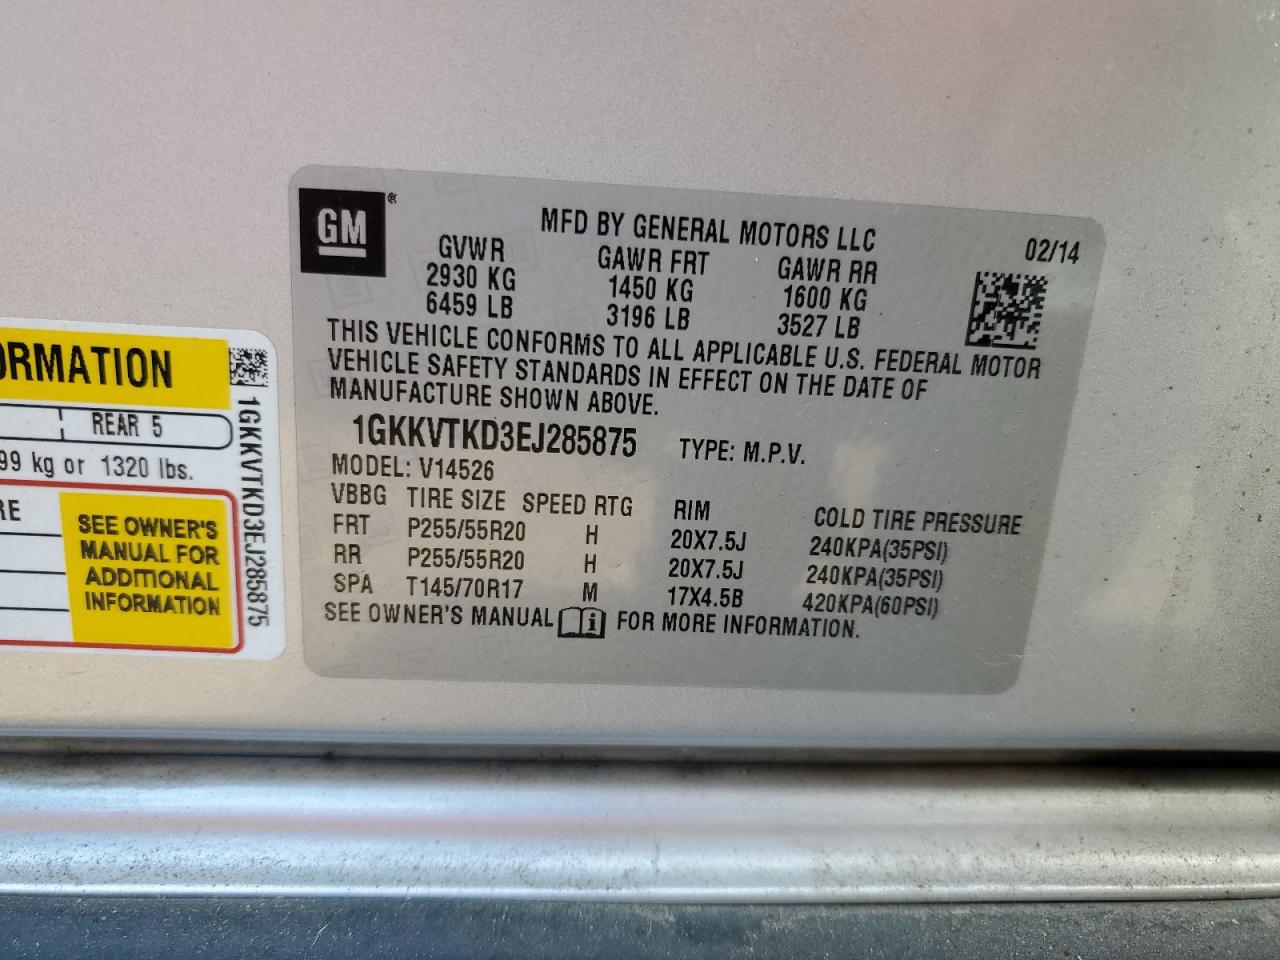 GM®
MFD BY GENERAL MOTORS LLC
02/14
GVWR GAWR FRT GAWR RR
2930 KG 1450 KG 1600 KG
6459 LB 3196 LB 3527 LB
THIS VEHICLE CONFORMS TO ALL APPLICABLE U.S. FEDERAL MOTOR
VEHICLE SAFETY STANDARDS IN EFFECT ON THE DATE OF
MANUFACTURE SHOWN ABOVE.
1GKKVTKD3EJ285875 TYPE: M.P.V.
MODEL: V14526
VBBG TIRE SIZE SPEED RTG RIM COLD TIRE PRESSURE
FRT P255/55R20 H 20X7.5J 240KPA(35PSI)
RR P255/55R20 H 20X7.5J 240KPA(35PSI)
SPA T145/70R17 M 17X4.5B 420KPA(60PSI)
SEE OWNER'S MANUAL i FOR MORE INFORMATION.
ORMATION
REAR 5
99 kg or 1320 lbs.
RE
SEE OWNER'S
MANUAL FOR
ADDITIONAL
INFORMATION
1GKKVTKD3EJ285875